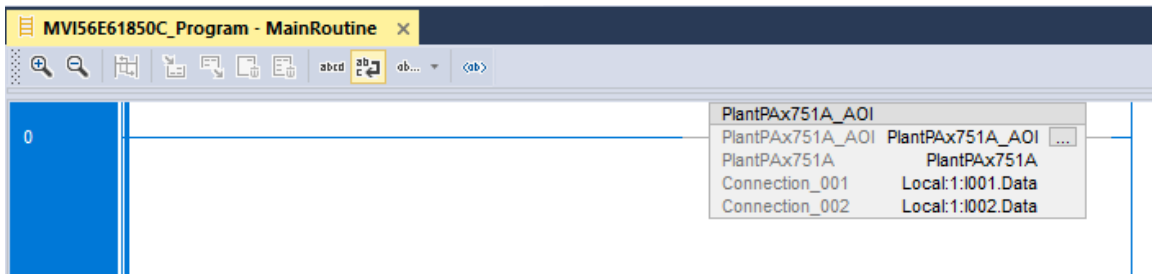 MVI56E61850C_Program - MainRoutine ×
abcd ab c ab... <ab>
PlantPAx751A_AOI
0 PlantPAx751A_AOI PlantPAx751A_AOI ...
PlantPAx751A PlantPAx751A
Connection_001 Local:1:I001.Data
Connection_002 Local:1:I002.Data